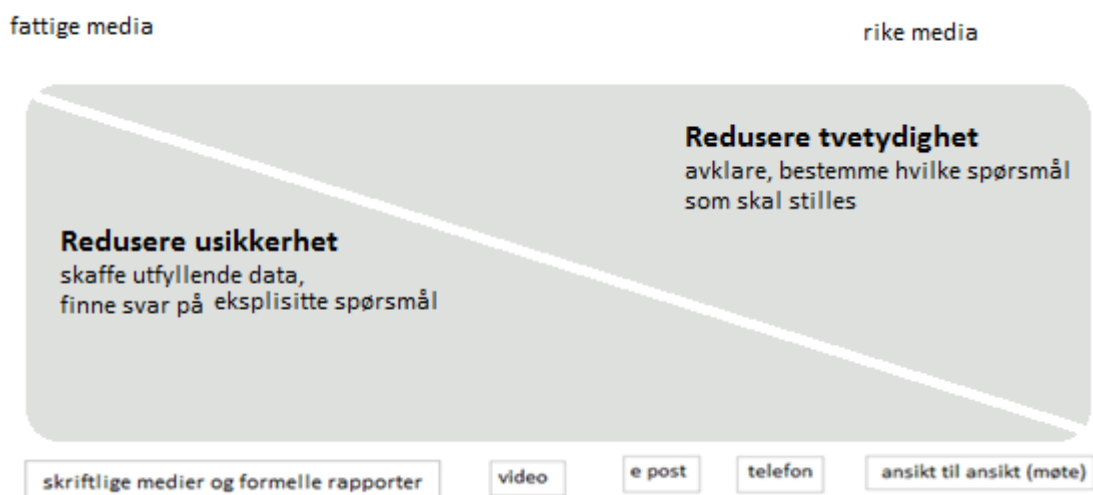 fattige media
rike media
Redusere tvetydighet
avklare, bestemme hvilke spørsmål
som skal stilles
Redusere usikkerhet
skaffe utfyllende data,
finne svar på eksplisitte spørsmål
skriftlige medier og formelle rapporter
video
e post
telefon
ansikt til ansikt (møte)